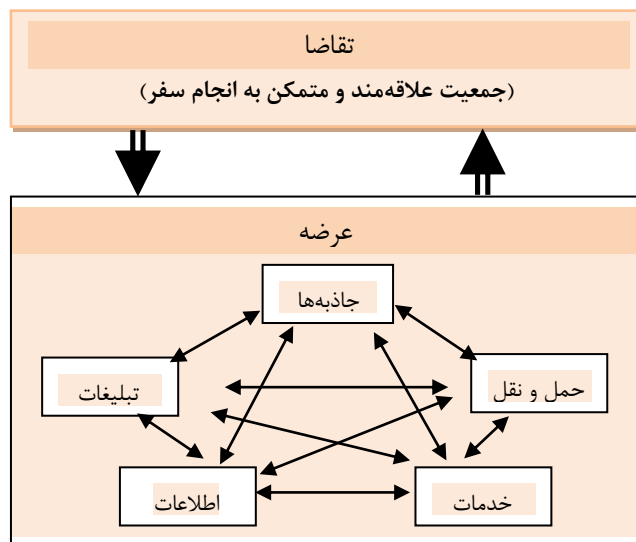 تقاضا
(جمعیت علاقه‌مند و متمکن به انجام سفر)
عرضه
جاذبه‌ها
حمل و نقل
تبلیغات
خدمات
اطلاعات